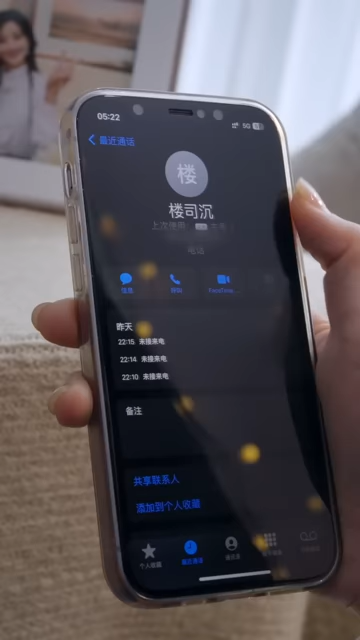 05:22
5G
最近通话
楼
楼司沉
电话
信息
FaceTime...
昨天
22:15 未接来电
22:14 未接来电
22:10 未接来电
备注
共享联系人
添加到个人收藏
个人收藏
最近通话
通讯录